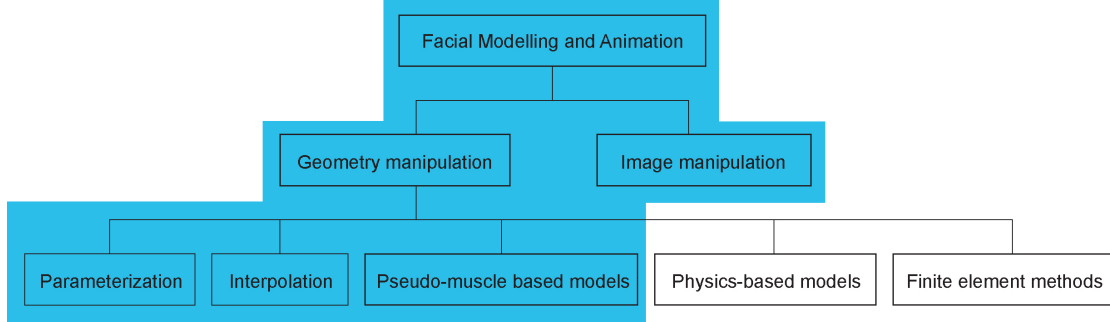 Facial Modelling and Animation
Geometry manipulation
Image manipulation
Parameterization
Interpolation
Pseudo-muscle based models
Physics-based models
Finite element methods